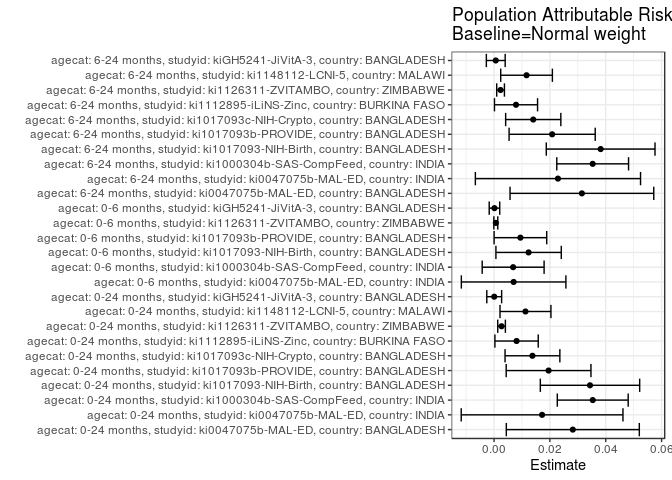 Population Attributable Risk
Baseline=Normal weight
agecat: 6-24 months, studyid: kiGH5241-JiVitA-3, country: BANGLADESH
agecat: 6-24 months, studyid: ki1148112-LCNI-5, country: MALAWI
agecat: 6-24 months, studyid: ki1126311-ZVITAMBO, country: ZIMBABWE
agecat: 6-24 months, studyid: ki1112895-iLiNS-Zinc, country: BURKINA FASO
agecat: 6-24 months, studyid: ki1017093c-NIH-Crypto, country: BANGLADESH
agecat: 6-24 months, studyid: ki1017093b-PROVIDE, country: BANGLADESH
agecat: 6-24 months, studyid: ki1017093-NIH-Birth, country: BANGLADESH
agecat: 6-24 months, studyid: ki1000304b-SAS-CompFeed, country: INDIA
agecat: 6-24 months, studyid: ki0047075b-MAL-ED, country: INDIA
agecat: 6-24 months, studyid: ki0047075b-MAL-ED, country: BANGLADESH
agecat: 0-6 months, studyid: kiGH5241-JiVitA-3, country: BANGLADESH
agecat: 0-6 months, studyid: ki1126311-ZVITAMBO, country: ZIMBABWE
agecat: 0-6 months, studyid: ki1017093b-PROVIDE, country: BANGLADESH
agecat: 0-6 months, studyid: ki1017093-NIH-Birth, country: BANGLADESH
agecat: 0-6 months, studyid: ki1000304b-SAS-CompFeed, country: INDIA
agecat: 0-6 months, studyid: ki0047075b-MAL-ED, country: INDIA
agecat: 0-24 months, studyid: kiGH5241-JiVitA-3, country: BANGLADESH
agecat: 0-24 months, studyid: ki1148112-LCNI-5, country: MALAWI
agecat: 0-24 months, studyid: ki1126311-ZVITAMBO, country: ZIMBABWE
agecat: 0-24 months, studyid: ki1112895-iLiNS-Zinc, country: BURKINA FASO
agecat: 0-24 months, studyid: ki1017093c-NIH-Crypto, country: BANGLADESH
agecat: 0-24 months, studyid: ki1017093b-PROVIDE, country: BANGLADESH
agecat: 0-24 months, studyid: ki1017093-NIH-Birth, country: BANGLADESH
agecat: 0-24 months, studyid: ki1000304b-SAS-CompFeed, country: INDIA
agecat: 0-24 months, studyid: ki0047075b-MAL-ED, country: INDIA
agecat: 0-24 months, studyid: ki0047075b-MAL-ED, country: BANGLADESH
0.00 0.02 0.04 0.06
Estimate